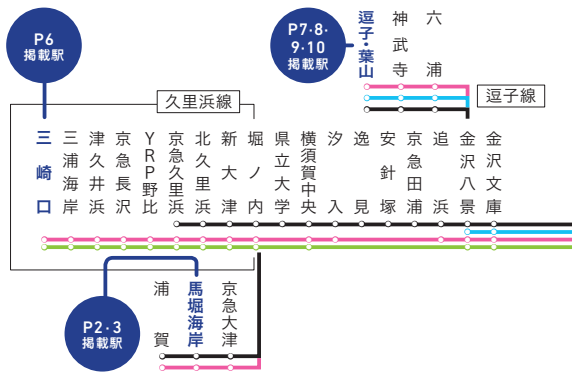 P6
掲載駅
P7・8・
9・10
掲載駅
逗子・葉山
神武寺
六浦
逗子線
久里浜線
三崎口
三浦海岸
津久井浜
京急長沢
YRP野比
京急久里浜
北久里浜
新大津
堀ノ内
県立大学
横須賀中央
汐入
逸見
安針塚
京急田浦
追浜
金沢八景
金沢文庫
P2・3
掲載駅
浦賀
馬堀海岸
京急大津